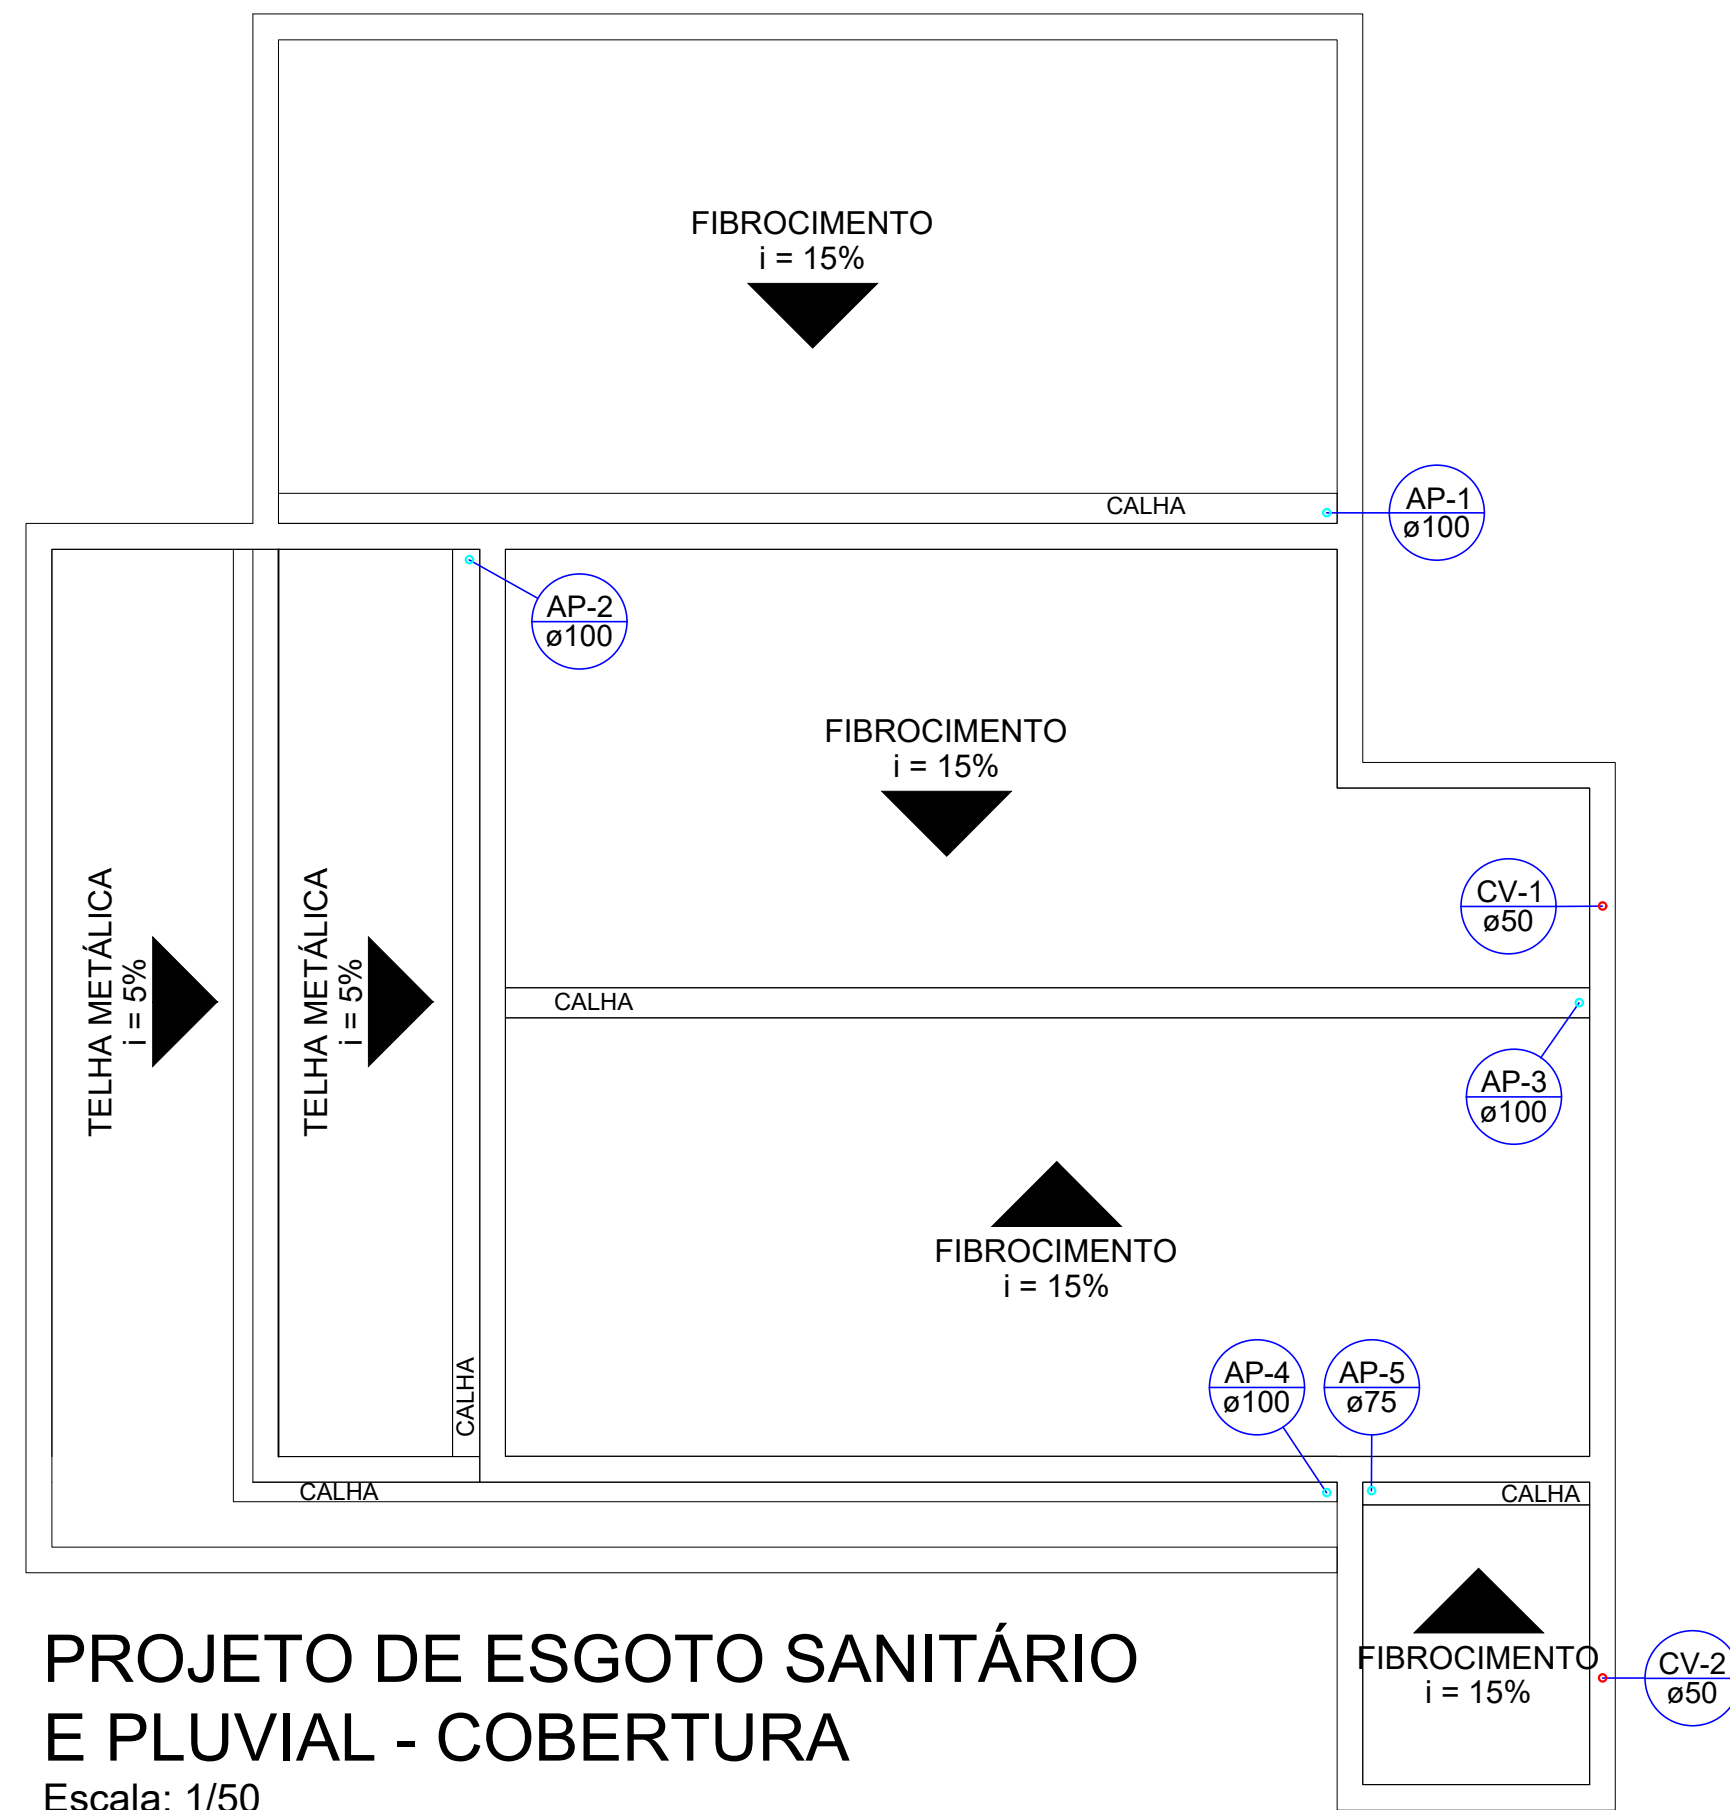 FIBROCIMENTO
i = 15%
CALHA
AP-1
ø100
AP-2
ø100
FIBROCIMENTO
i = 15%
TELHA METÁLICA
i = 5%
TELHA METÁLICA
i = 5%
CV-1
ø50
CALHA
AP-3
ø100
FIBROCIMENTO
i = 15%
CALHA
AP-4
ø100
AP-5
ø75
CALHA
CALHA
FIBROCIMENTO
i = 15%
CV-2
ø50
PROJETO DE ESGOTO SANITÁRIO
E PLUVIAL - COBERTURA
Escala: 1/50